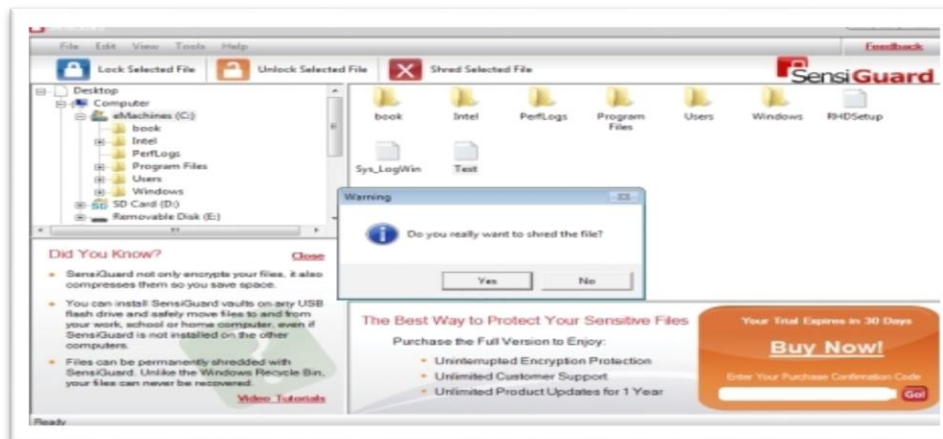 File Edit View Tools Help
Feedback
Lock Selected File
Unlock Selected File
Shred Selected File
SensiGuard
Desktop
Computer
eMachines (C:)
book
Intel
PerfLogs
Program Files
Users
Windows
SD Card (D:)
Removable Disk (E:)
book
Intel
PerfLogs
Program
Files
Users
Windows
RHDSetup
Sys_LogWin
Test
Warning
Do you really want to shred the file?
Yes
No
Did You Know?
Close
SensiGuard not only encrypts your files, it also
compresses them so you save space.
You can install SensiGuard vaults on any USB
flash drive and safely move files to and from
your work, school or home computer, even if
SensiGuard is not installed on the other
computers.
Files can be permanently shredded with
SensiGuard. Unlike the Windows Recycle Bin,
your files can never be recovered.
Video Tutorials
The Best Way to Protect Your Sensitive Files
Purchase the Full Version to Enjoy:
Uninterrupted Encryption Protection
Unlimited Customer Support
Unlimited Product Updates for 1 Year
Your Trial Expires in 30 Days
Buy Now!
Enter Your Purchase Confirmation Code
Go!
Ready